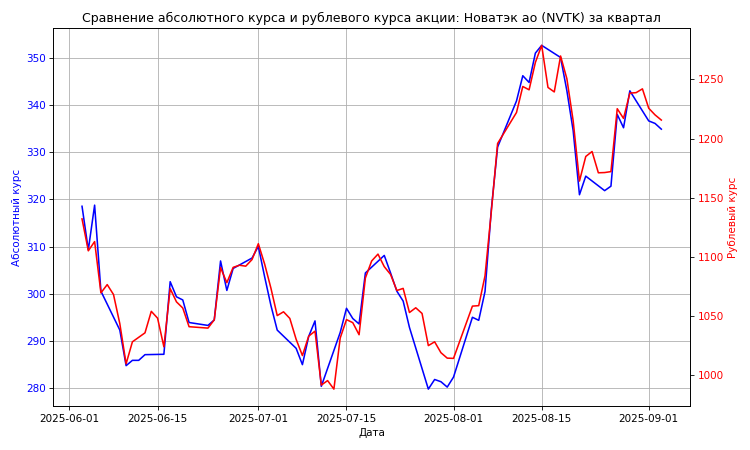 Сравнение абсолютного курса и рублевого курса акции: Новатэк ао (NVTK) за квартал
350
340
330
320
310
300
290
280
Абсолютный курс
1250
1200
1150
1100
1050
1000
Рублевый курс
2025-06-01 2025-06-15 2025-07-01 2025-07-15 2025-08-01 2025-08-15 2025-09-01
Дата